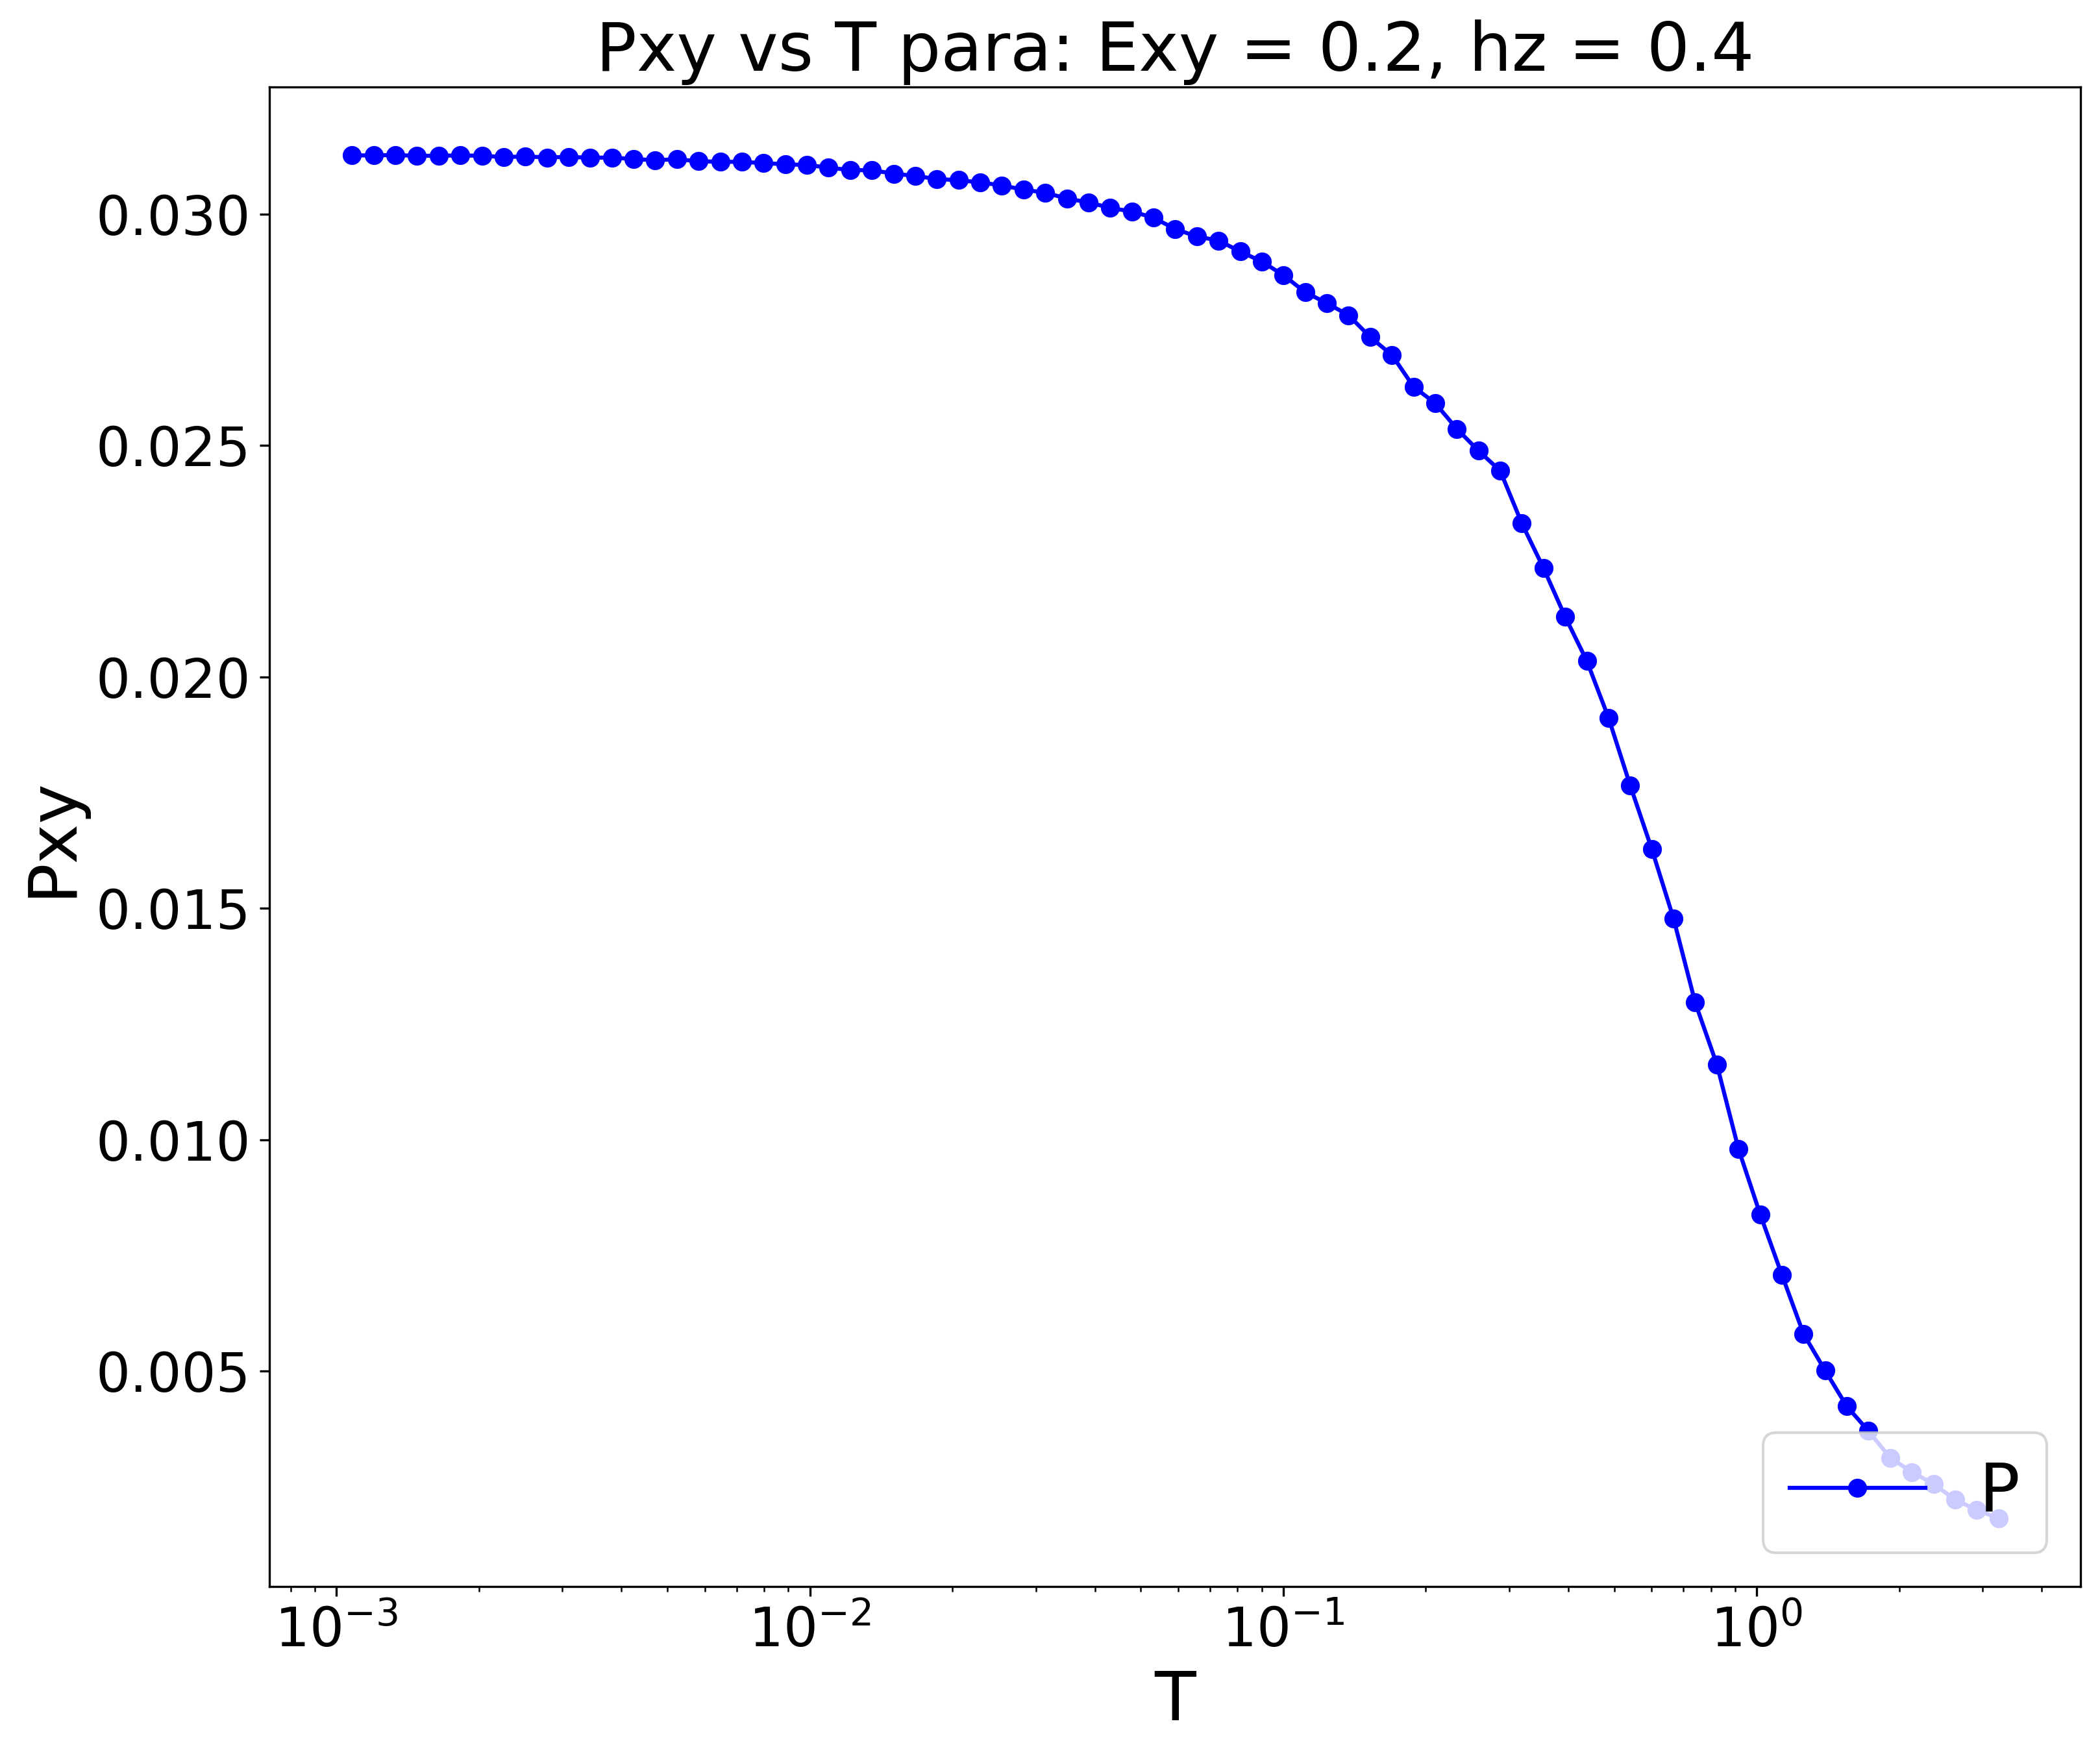 Pxy vs T para: Exy = 0.2, hz = 0.4
Pxy
0.030
0.025
0.020
0.015
0.010
0.005
P
10⁻³ 10⁻² 10⁻¹ 10⁰
T